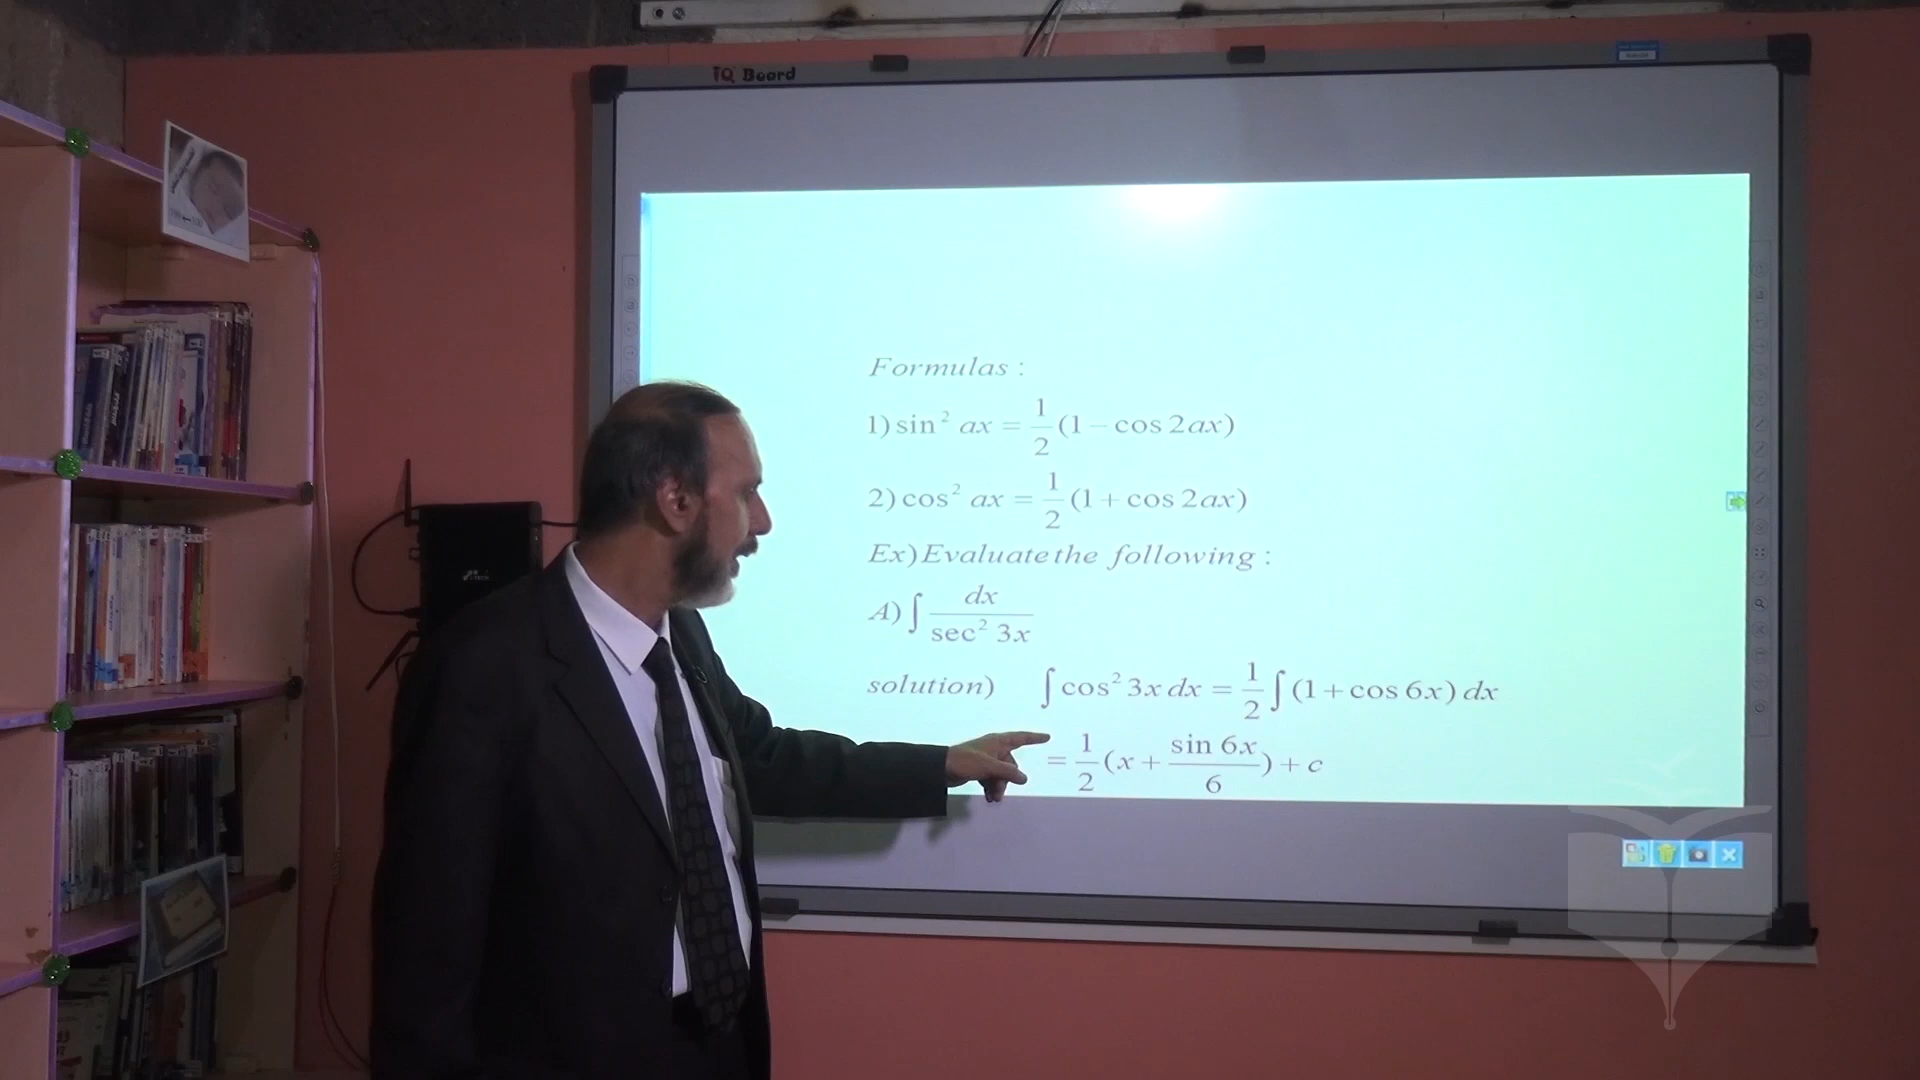 IQ Board
Formulas :
1) sin² ax = 1/2 (1 − cos 2ax)
2) cos² ax = 1/2 (1 + cos 2ax)
Ex) Evaluate the following :
A) ∫ dx / sec² 3x
solution) ∫ cos² 3x dx = 1/2 ∫ (1 + cos 6x) dx
= 1/2 (x + sin 6x / 6) + c